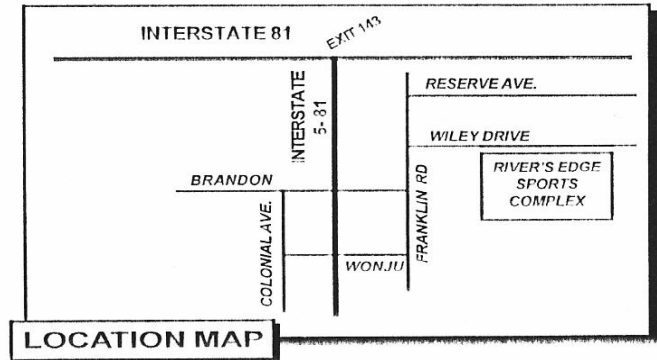 INTERSTATE 81
EXIT 143
RESERVE AVE.
INTERSTATE
5-81
WILEY DRIVE
RIVER'S EDGE
SPORTS
COMPLEX
BRANDON
FRANKLIN RD
COLONIAL AVE.
WONJU
LOCATION MAP